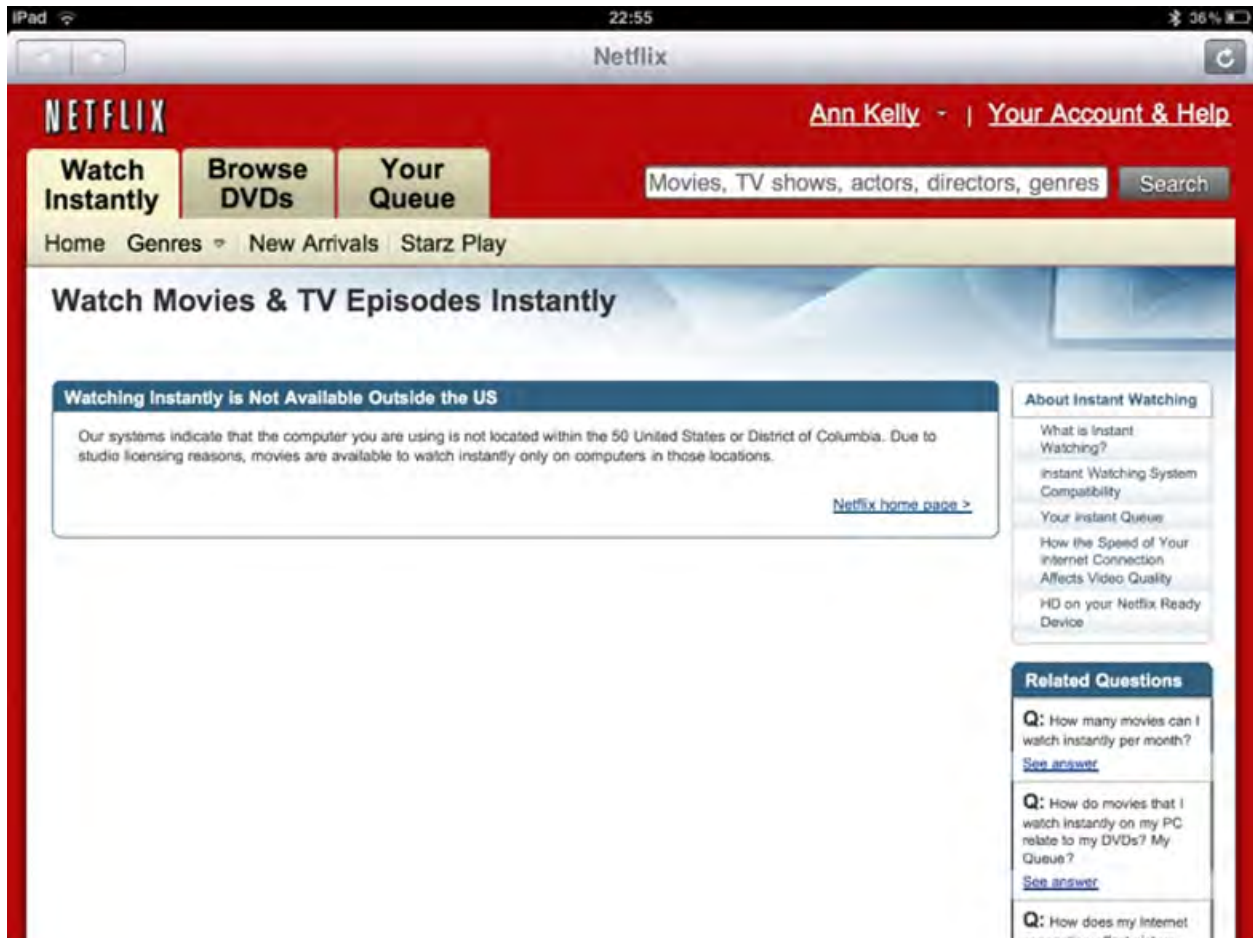 iPad 22:55 36%
Netflix
NETFLIX Ann Kelly | Your Account & Help
Watch Instantly
Browse DVDs
Your Queue
Movies, TV shows, actors, directors, genres Search
Home Genres New Arrivals Starz Play
Watch Movies & TV Episodes Instantly
Watching Instantly is Not Available Outside the US
Our systems indicate that the computer you are using is not located within the 50 United States or District of Columbia. Due to
studio licensing reasons, movies are available to watch instantly only on computers in those locations.
Netflix home page >
About Instant Watching
What is Instant
Watching?
Instant Watching System
Compatibility
Your Instant Queue
How the Speed of Your
Internet Connection
Affects Video Quality
HD on your Netflix Ready
Device
Related Questions
Q: How many movies can I
watch instantly per month?
See answer
Q: How do movies that I
watch instantly on my PC
relate to my DVDs? My
Queue?
See answer
Q: How does my Internet